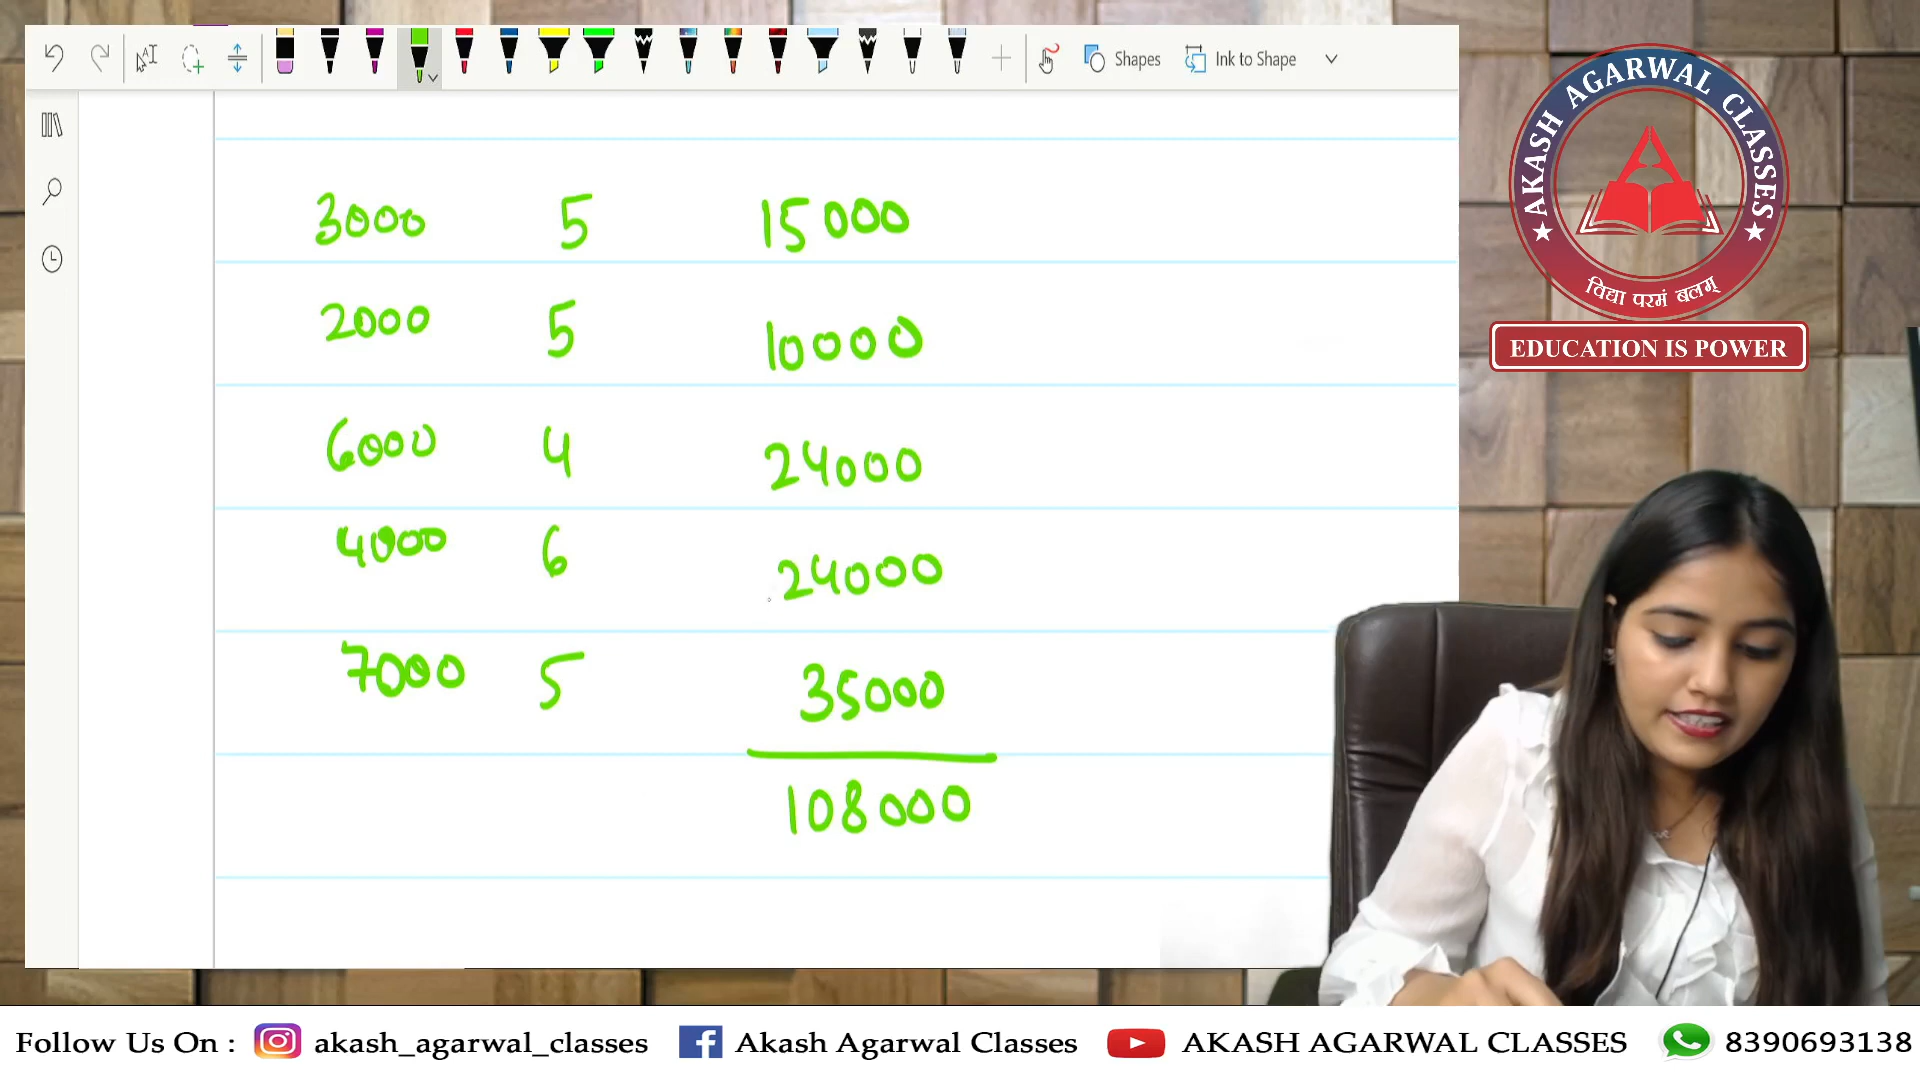 Shapes Ink to Shape
3000 5 15000
2000 5 10000
6000 4 24000
4000 6 24000
7000 5 35000
108000
AKASH AGARWAL CLASSES
विद्या परमं बलम्
EDUCATION IS POWER
Follow Us On : akash_agarwal_classes Akash Agarwal Classes AKASH AGARWAL CLASSES 8390693138